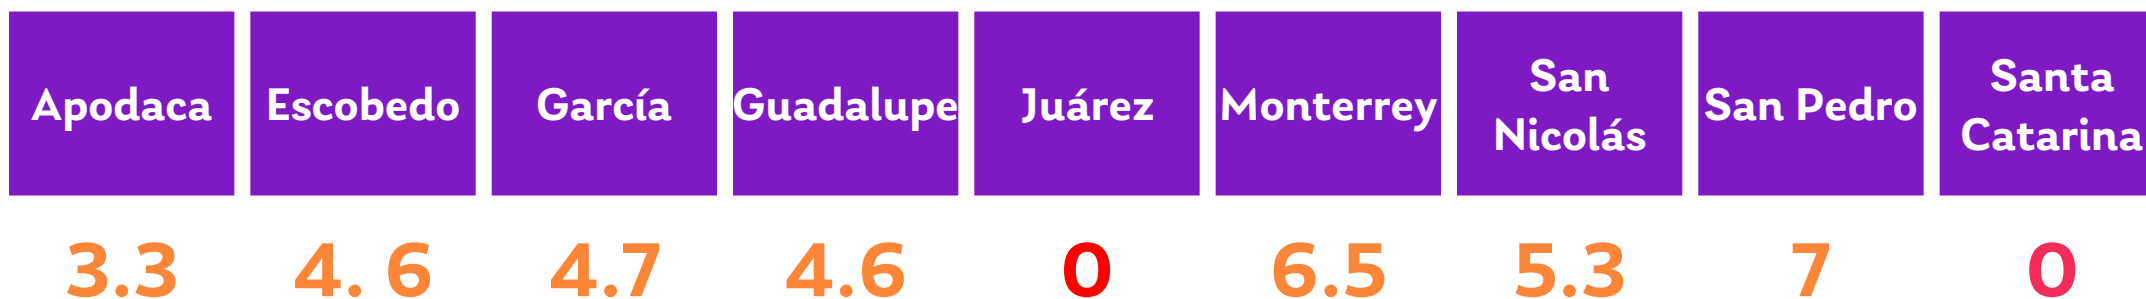 Apodaca Escobedo García Guadalupe Juárez Monterrey San Nicolás San Pedro Santa Catarina
3.3 4. 6 4.7 4.6 0 6.5 5.3 7 0